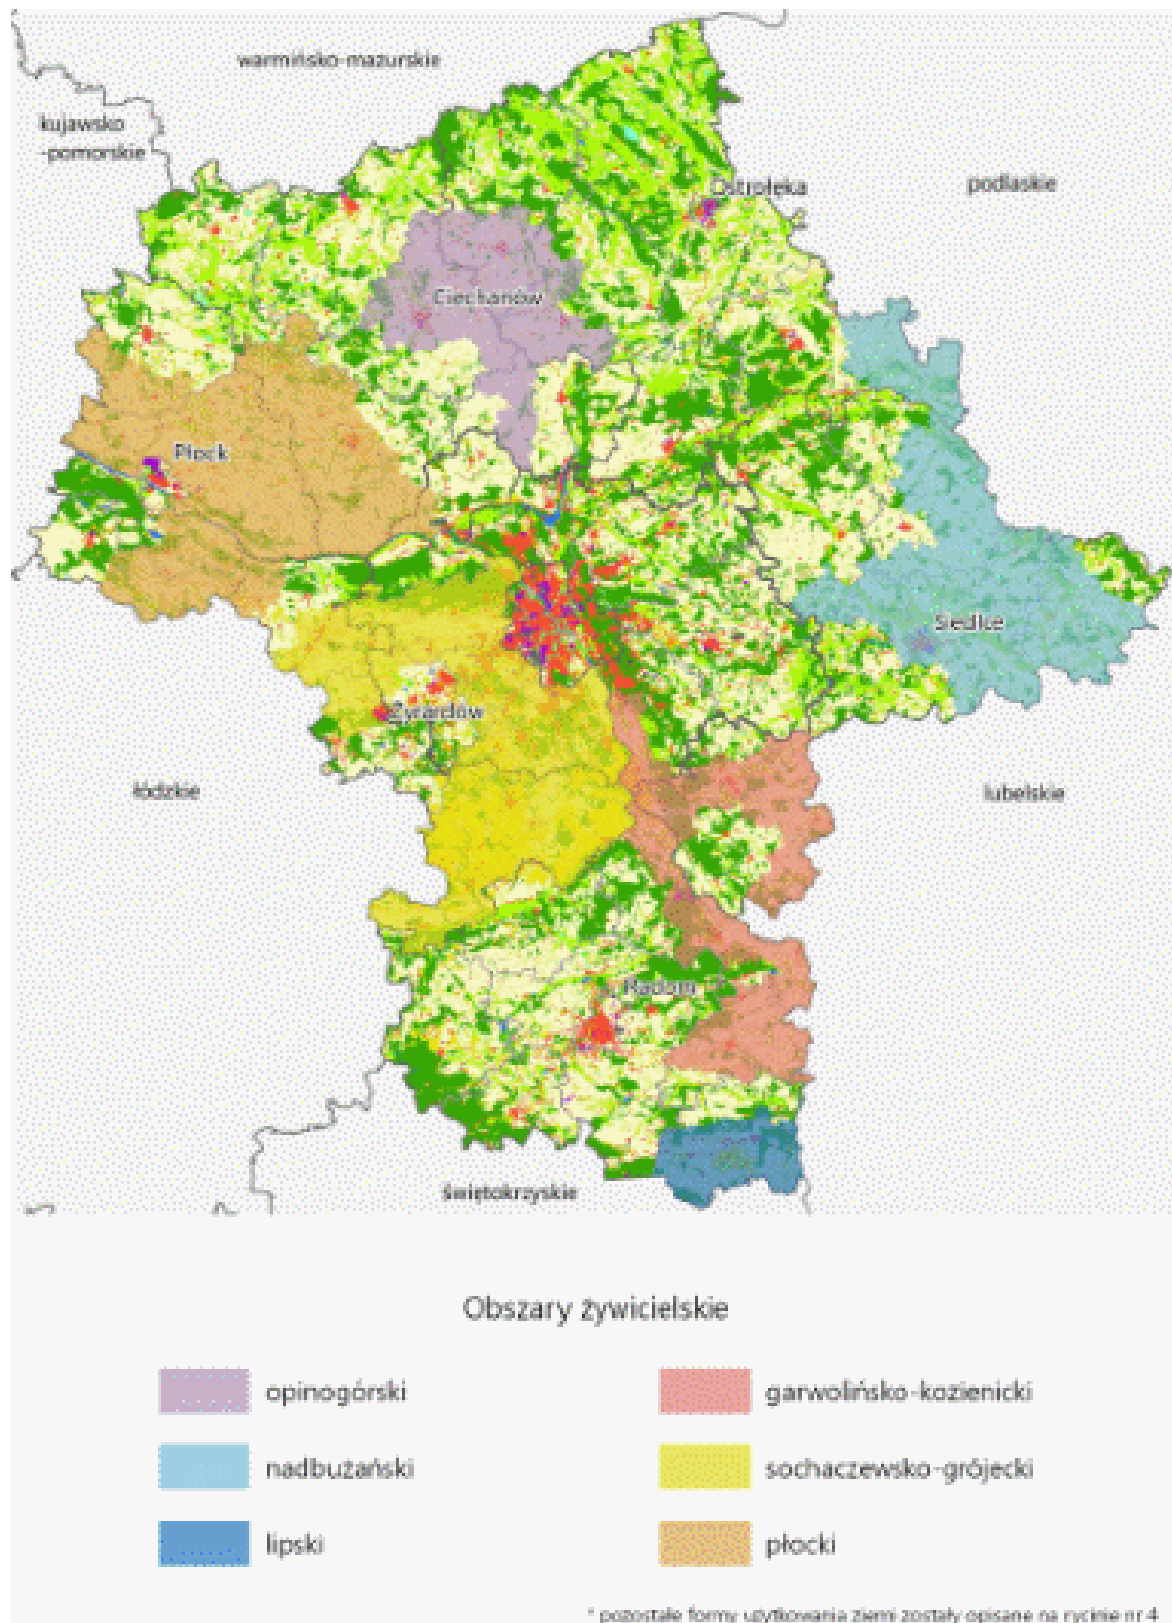 warmińsko-mazurskie
kujawsko
-pomorskie
Ostrołęka
podlaskie
Ciechanów
Płock
Siedlce
Żyrardów
łódzkie
lubelskie
Radom
świętokrzyskie
Obszary żywicielskie
opinogórski
garwolińsko-kozienicki
nadbużański
sochaczewsko-grójecki
lipski
płocki
* pozostałe formy użytkowania ziemi zostały opisane na rycinie nr 4